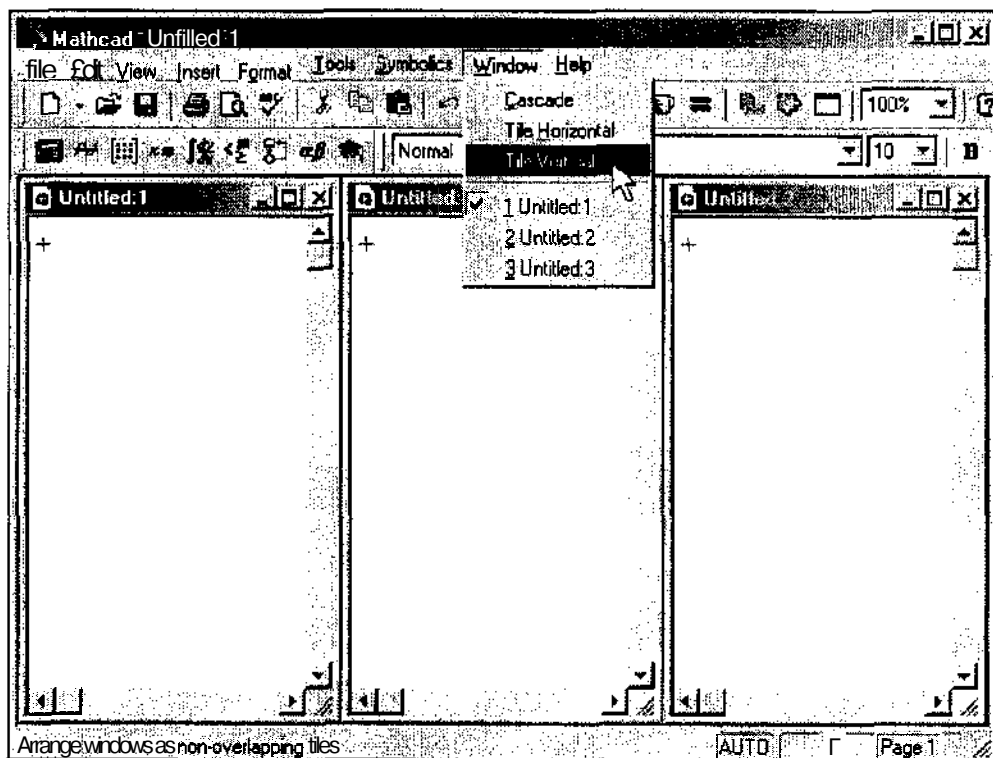 Mathcad - Unfilled 1
file Edit View Insert Format Tools Symbolics Window Help
100%
Normal
10
B
Cascade
Tile Horizontal
Tile Vertical
1 Untitled:1
2 Untitled:2
3 Untitled:3
Untitled:1
Untitled
Untitled
Arrange windows as non-overlapping tiles
AUTO
Page 1